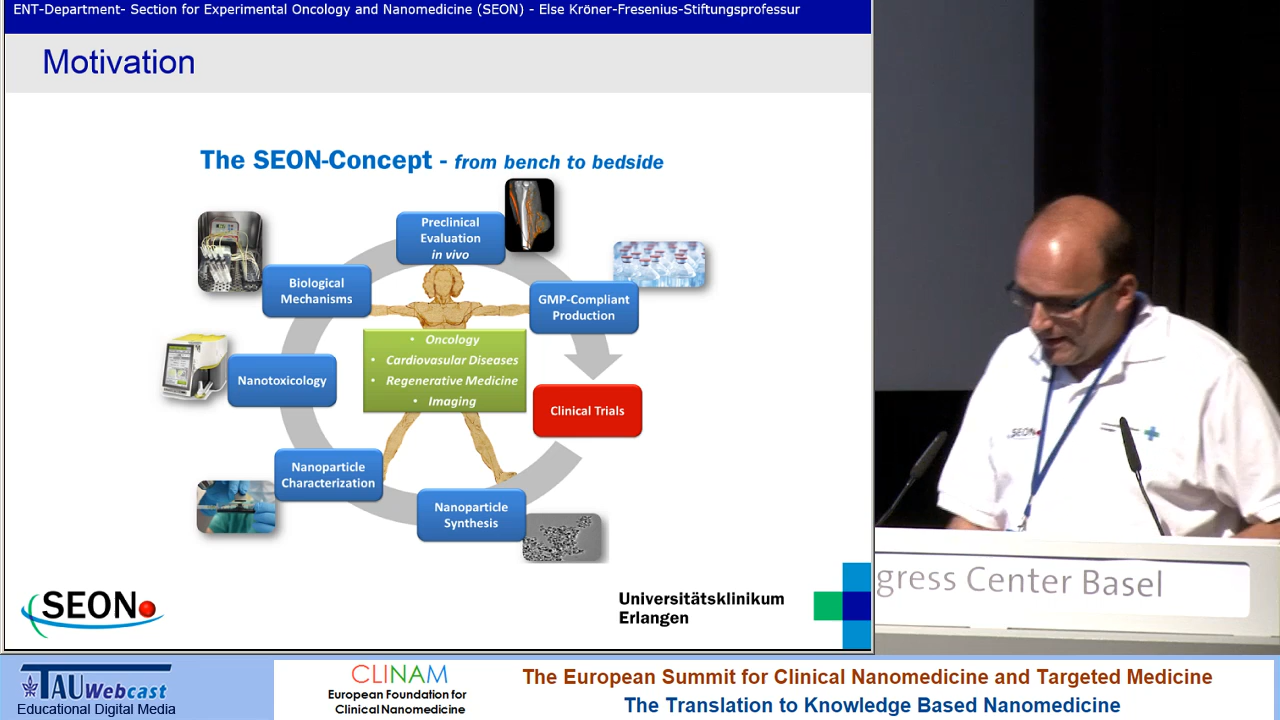 ENT-Department- Section for Experimental Oncology and Nanomedicine (SEON) - Else Kröner-Fresenius-Stiftungsprofessur
Motivation
The SEON-Concept - from bench to bedside
Preclinical
Evaluation
in vivo
Biological
Mechanisms
GMP-Compliant
Production
• Oncology
• Cardiovasular Diseases
• Regenerative Medicine
• Imaging
Nanotoxicology
Clinical Trials
Nanoparticle
Characterization
Nanoparticle
Synthesis
SEON
Universitätsklinikum
Erlangen
SEON
gress Center Basel
TAU Webcast
Educational Digital Media
CLINAM
European Foundation for
Clinical Nanomedicine
The European Summit for Clinical Nanomedicine and Targeted Medicine
The Translation to Knowledge Based Nanomedicine